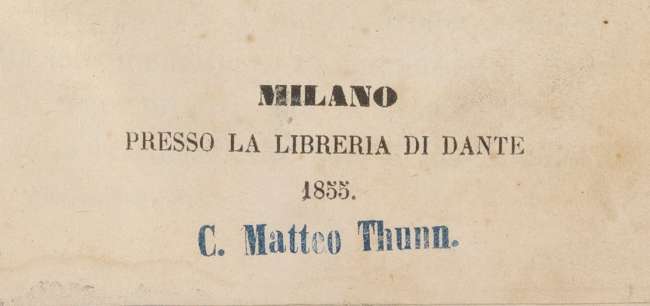 MILANO
PRESSO LA LIBRERIA DI DANTE
1855.
C. Matteo Thunn.